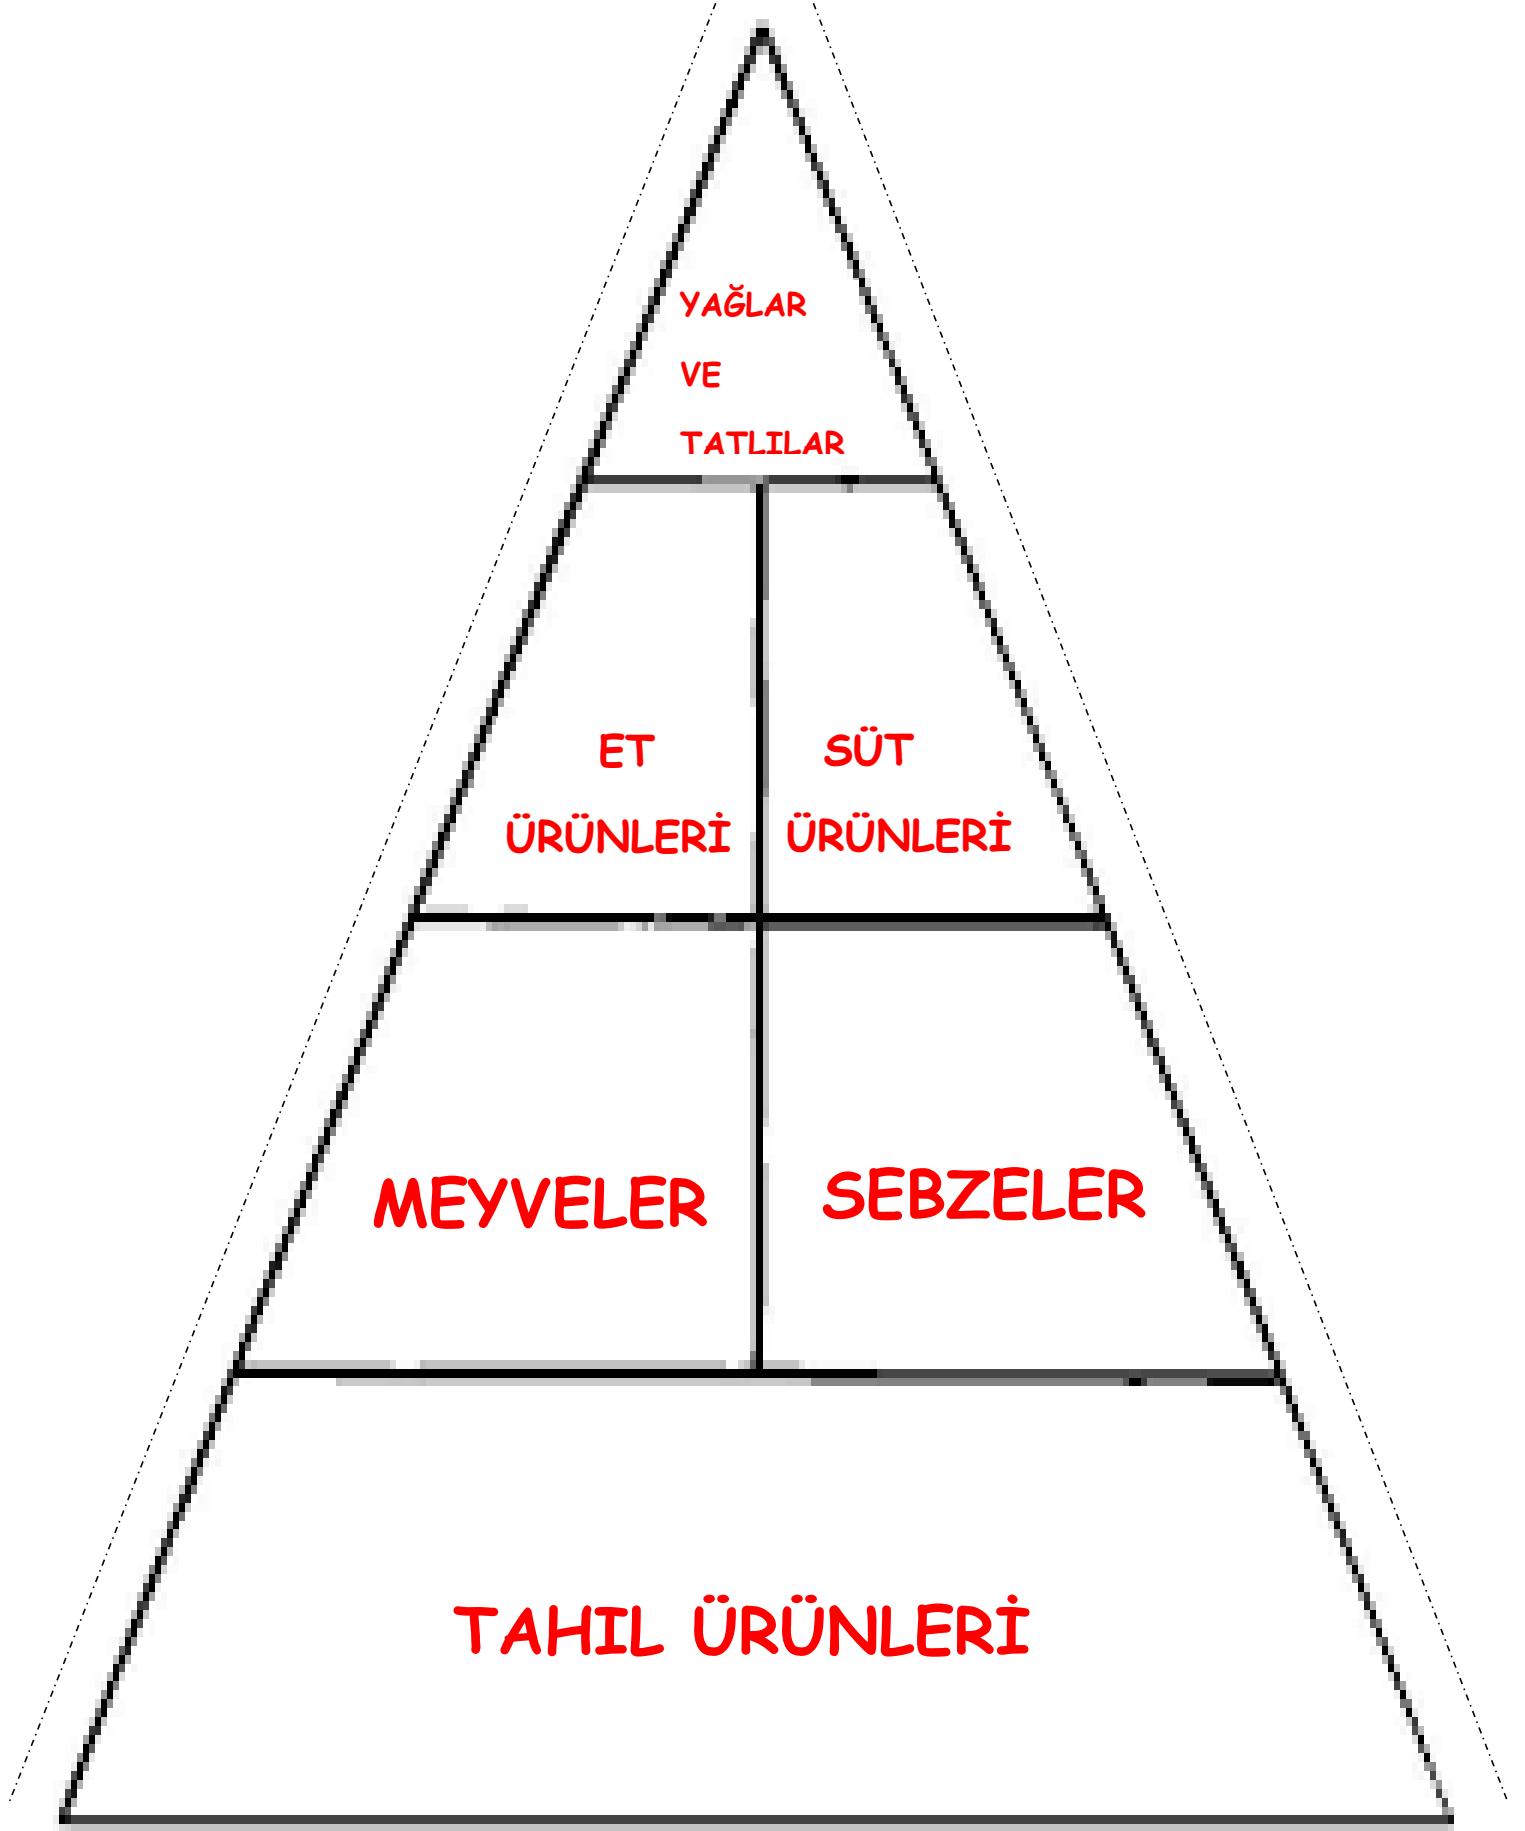 YAĞLAR
VE
TATLILAR
ET
ÜRÜNLERİ
SÜT
ÜRÜNLERİ
MEYVELER
SEBZELER
TAHIL ÜRÜNLERİ